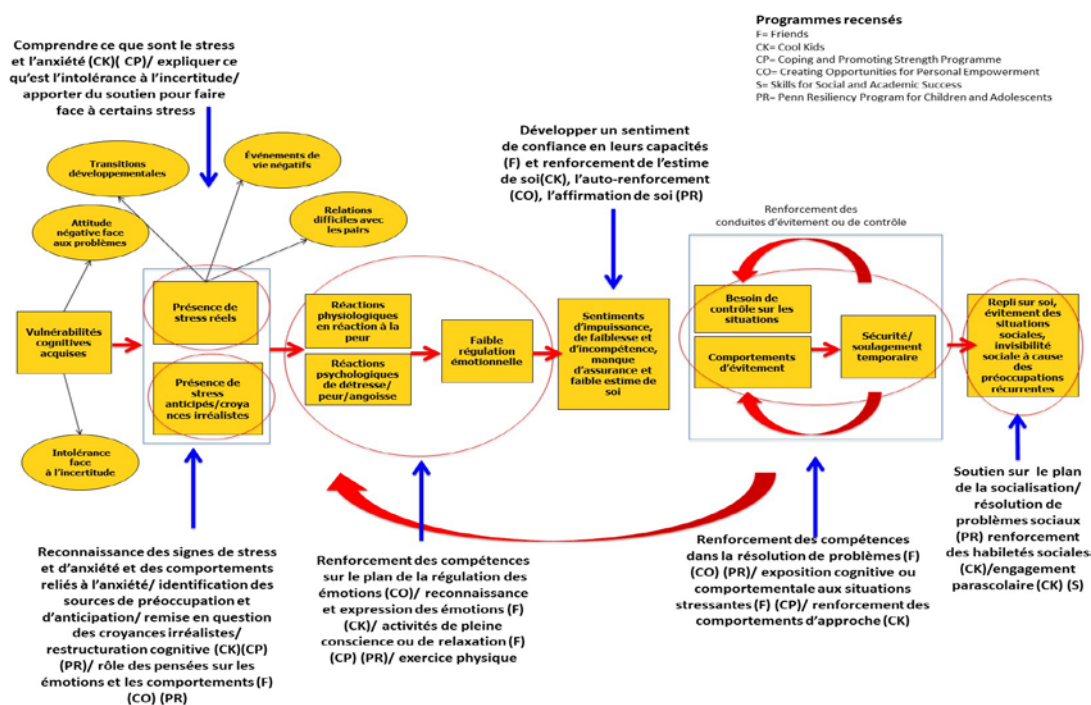 Programmes recensés
F= Friends
CK= Cool Kids
CP= Coping and Promoting Strength Programme
CO= Creating Opportunities for Personal Empowerment
S= Skills for Social and Academic Success
PR= Penn Resiliency Program for Children and Adolescents
Comprendre ce que sont le stress
et l'anxiété (CK)( CP)/ expliquer ce
qu'est l'intolérance à l'incertitude/
apporter du soutien pour faire
face à certains stress
Développer un sentiment
de confiance en leurs capacités
(F) et renforcement de l'estime
de soi(CK), l'auto-renforcement
(CO), l'affirmation de soi (PR)
Transitions
développementales
Événements de
vie négatifs
Attitude
négative face
aux problèmes
Relations
difficiles avec
les pairs
Renforcement des
conduites d'évitement ou de contrôle
Vulnérabilités
cognitives
acquises
Présence de
stress réels
Présence de
stress
anticipés/croya
nces irréalistes
Réactions
physiologiques
en réaction à la
peur
Réactions
psychologiques
de détresse/
peur/angoisse
Faible
régulation
émotionnelle
Sentiments
d'impuissance,
de faiblesse et
d'incompétence,
manque
d'assurance et
faible estime de
soi
Besoin de
contrôle sur les
situations
Comportements
d'évitement
Sécurité/
soulagement
temporaire
Repli sur soi,
évitement des
situations
sociales,
invisibilité
sociale à cause
des
préoccupations
récurrentes
Intolérance
face
à l'incertitude
Reconnaissance des signes de stress
et d'anxiété et des comportements
reliés à l'anxiété/ identification des
sources de préoccupation et
d'anticipation/ remise en question
des croyances irréalistes/
restructuration cognitive (CK)(CP)
(PR)/ rôle des pensées sur les
émotions et les comportements (F)
(CO) (PR)
Renforcement des compétences
sur le plan de la régulation des
émotions (CO)/ reconnaissance
et expression des émotions (F)
(CK)/ activités de pleine
conscience ou de relaxation (F)
(CP) (PR)/ exercice physique
Renforcement des compétences
dans la résolution de problèmes (F)
(CO) (PR)/ exposition cognitive ou
comportementale aux situations
stressantes (F) (CP)/ renforcement des
comportements d'approche (CK)
Soutien sur le plan
de la socialisation/
résolution de
problèmes sociaux
(PR) renforcement
des habiletés sociales
(CK)/engagement
parascolaire (CK) (S)